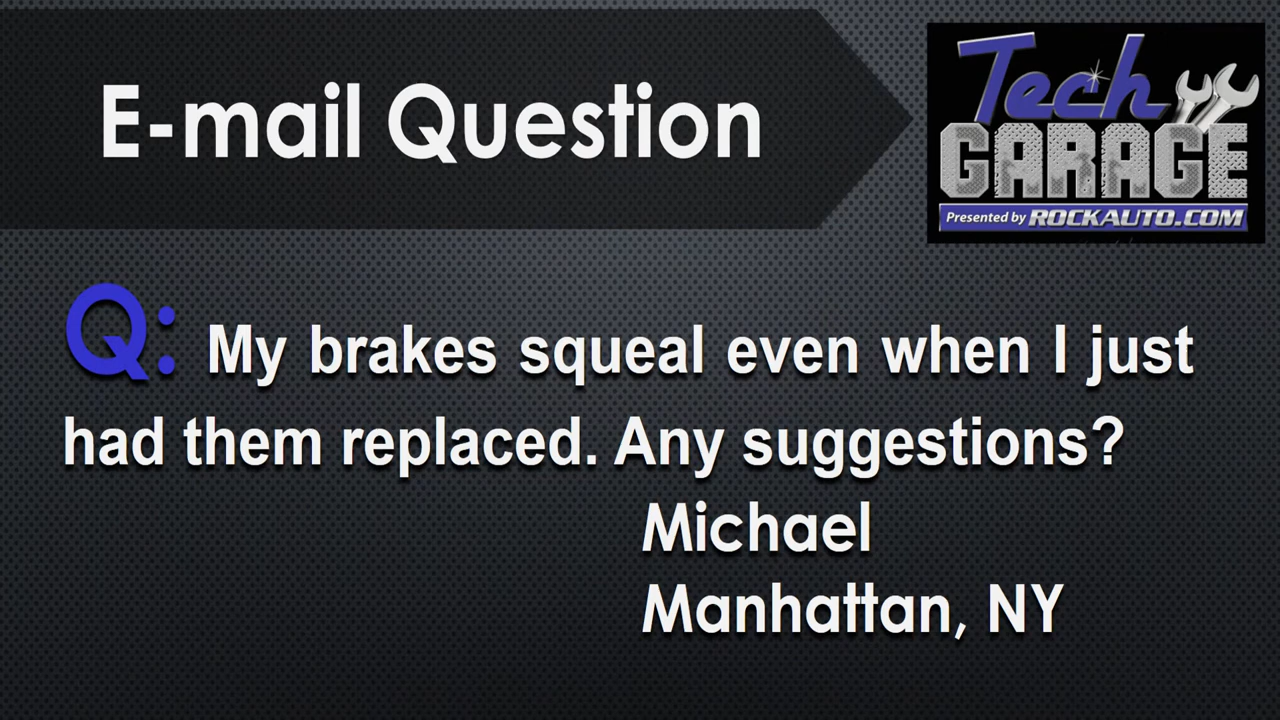 E-mail Question
Tech
GARAGE
Presented by ROCKAUTO.COM
Q: My brakes squeal even when I just
had them replaced. Any suggestions?
Michael
Manhattan, NY